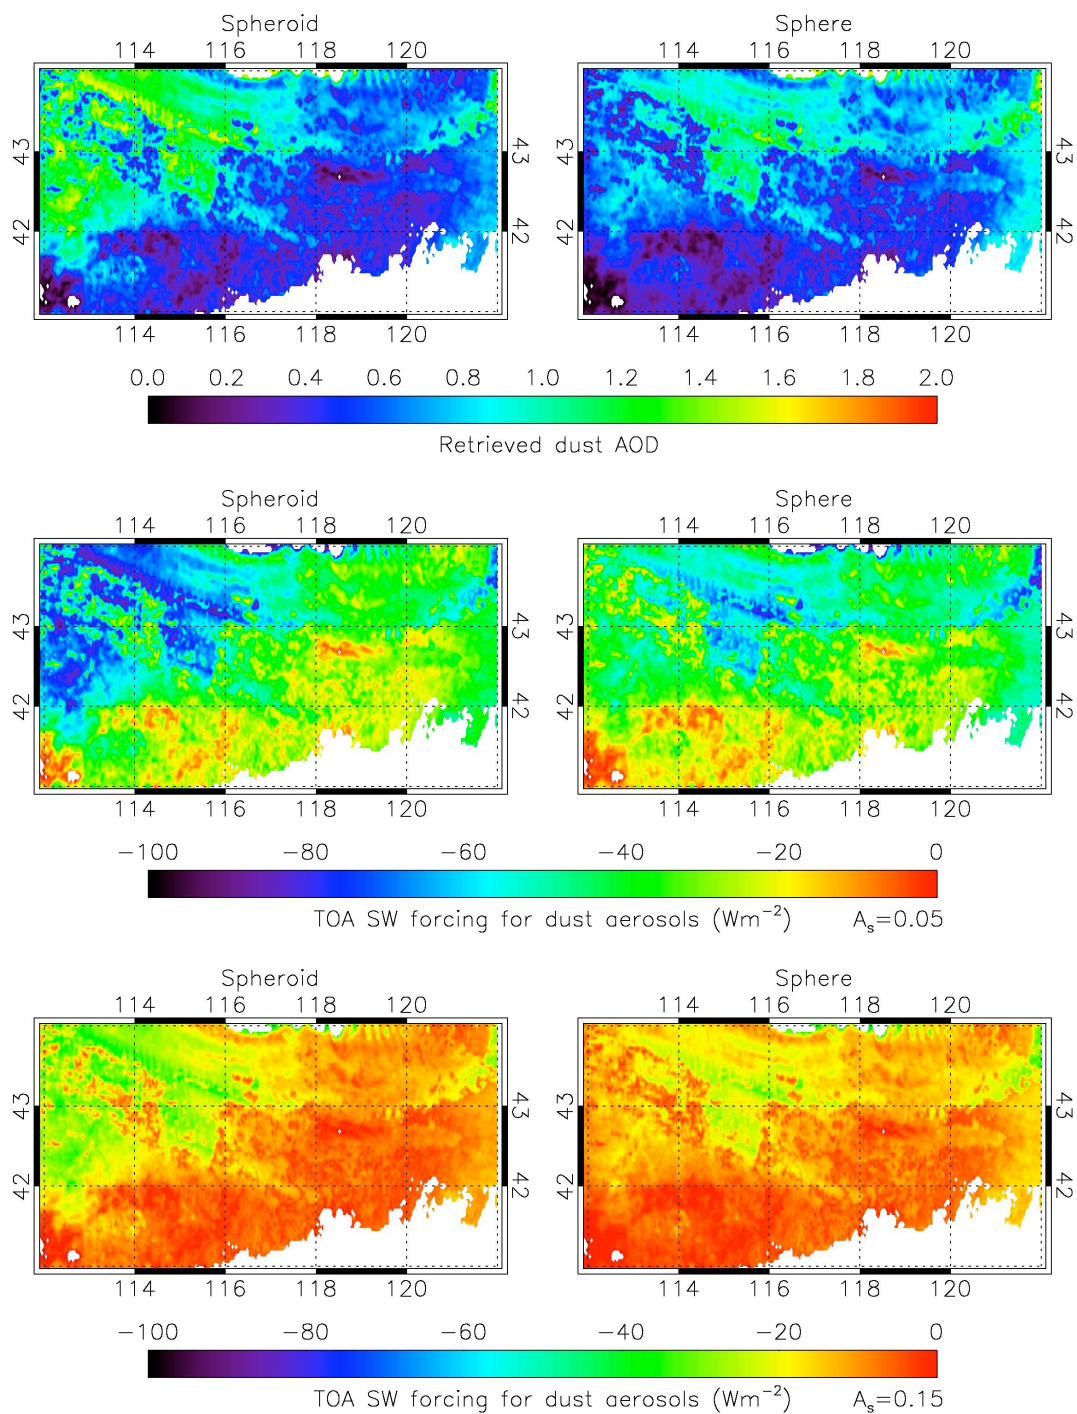 Spheroid Sphere
114 116 118 120 114 116 118 120
43 43 43 43
42 42 42 42
114 116 118 120 114 116 118 120
0.0 0.2 0.4 0.6 0.8 1.0 1.2 1.4 1.6 1.8 2.0
Retrieved dust AOD
Spheroid Sphere
114 116 118 120 114 116 118 120
43 43 43 43
42 42 42 42
114 116 118 120 114 116 118 120
−100 −80 −60 −40 −20 0
TOA SW forcing for dust aerosols (Wm⁻²) Aₛ=0.05
Spheroid Sphere
114 116 118 120 114 116 118 120
43 43 43 43
42 42 42 42
114 116 118 120 114 116 118 120
−100 −80 −60 −40 −20 0
TOA SW forcing for dust aerosols (Wm⁻²) Aₛ=0.15